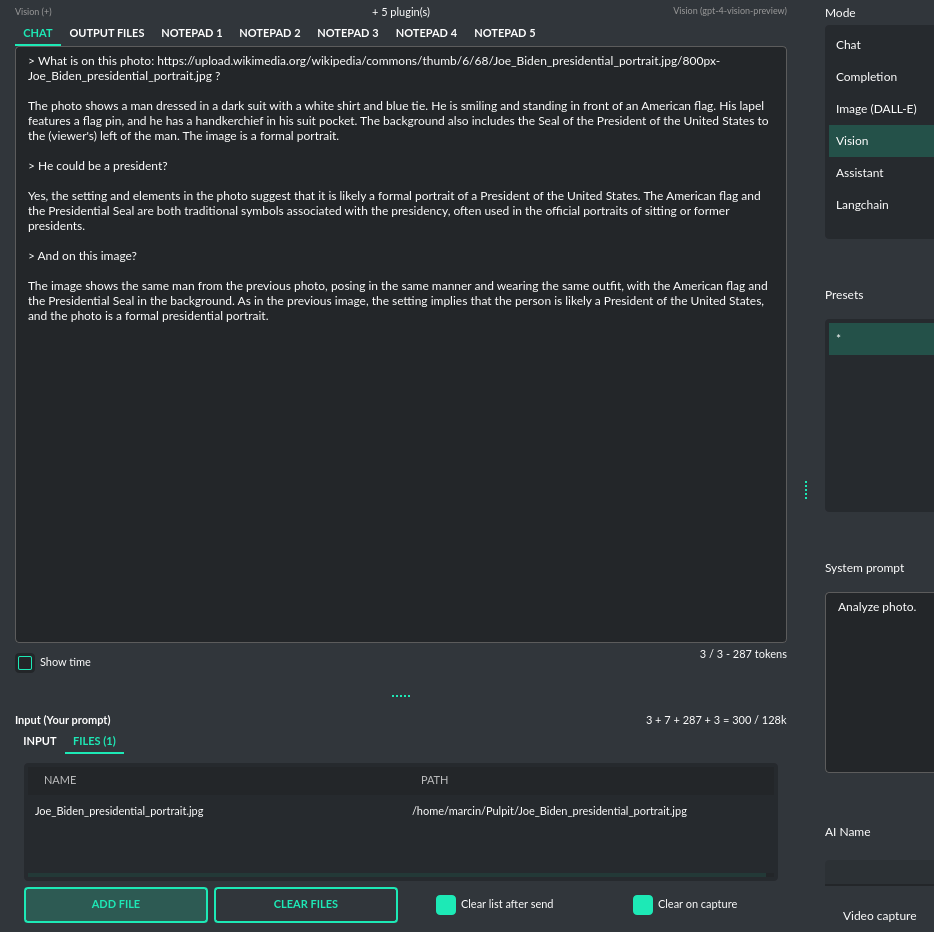 Vision (+)
+ 5 plugin(s)
Vision (gpt-4-vision-preview)
CHAT OUTPUT FILES NOTEPAD 1 NOTEPAD 2 NOTEPAD 3 NOTEPAD 4 NOTEPAD 5
> What is on this photo: https://upload.wikimedia.org/wikipedia/commons/thumb/6/68/Joe_Biden_presidential_portrait.jpg/800px-
Joe_Biden_presidential_portrait.jpg ?
The photo shows a man dressed in a dark suit with a white shirt and blue tie. He is smiling and standing in front of an American flag. His lapel
features a flag pin, and he has a handkerchief in his suit pocket. The background also includes the Seal of the President of the United States to
the (viewer's) left of the man. The image is a formal portrait.
> He could be a president?
Yes, the setting and elements in the photo suggest that it is likely a formal portrait of a President of the United States. The American flag and
the Presidential Seal are both traditional symbols associated with the presidency, often used in the official portraits of sitting or former
presidents.
> And on this image?
The image shows the same man from the previous photo, posing in the same manner and wearing the same outfit, with the American flag and
the Presidential Seal in the background. As in the previous image, the setting implies that the person is likely a President of the United States,
and the photo is a formal presidential portrait.
Show time
3 / 3 - 287 tokens
Input (Your prompt)
3 + 7 + 287 + 3 = 300 / 128k
INPUT FILES (1)
NAME PATH
Joe_Biden_presidential_portrait.jpg /home/marcin/Pulpit/Joe_Biden_presidential_portrait.jpg
ADD FILE CLEAR FILES Clear list after send Clear on capture
Mode
Chat
Completion
Image (DALL-E)
Vision
Assistant
Langchain
Presets
*
System prompt
Analyze photo.
AI Name
Video capture